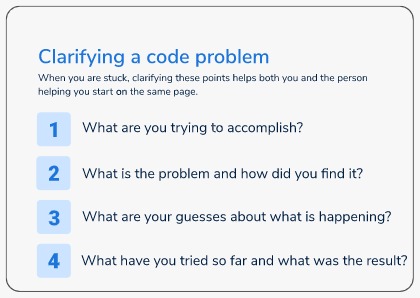 Clarifying a code problem
When you are stuck, clarifying these points helps both you and the person
helping you start on the same page.
1 What are you trying to accomplish?
2 What is the problem and how did you find it?
3 What are your guesses about what is happening?
4 What have you tried so far and what was the result?